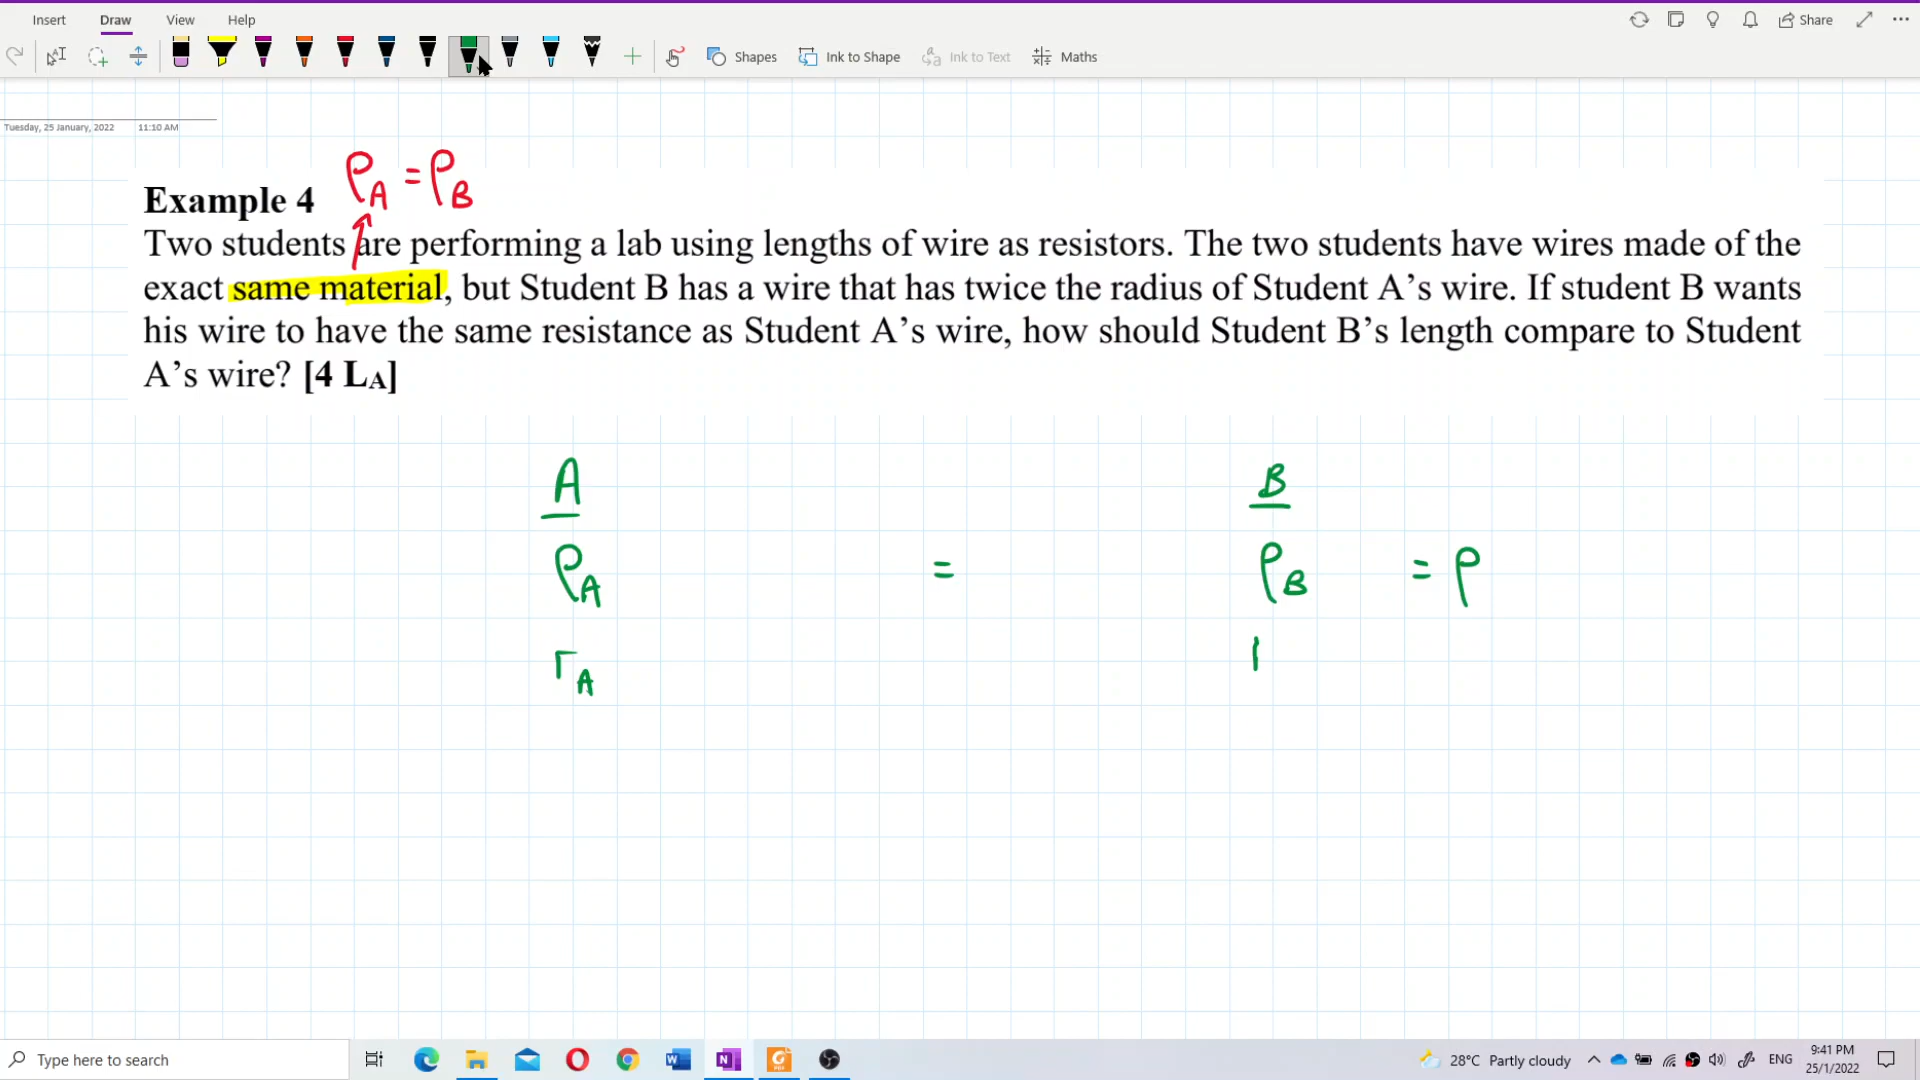 Insert Draw View Help Share
Shapes Ink to Shape Ink to Text Maths
Tuesday, 25 January, 2022 11:10 AM
ρA = ρB
Example 4
Two students are performing a lab using lengths of wire as resistors. The two students have wires made of the
exact same material, but Student B has a wire that has twice the radius of Student A’s wire. If student B wants
his wire to have the same resistance as Student A’s wire, how should Student B’s length compare to Student
A’s wire? [4 LA]
A B
ρA = ρB = ρ
rA
Type here to search 28°C Partly cloudy ENG 9:41 PM
25/1/2022